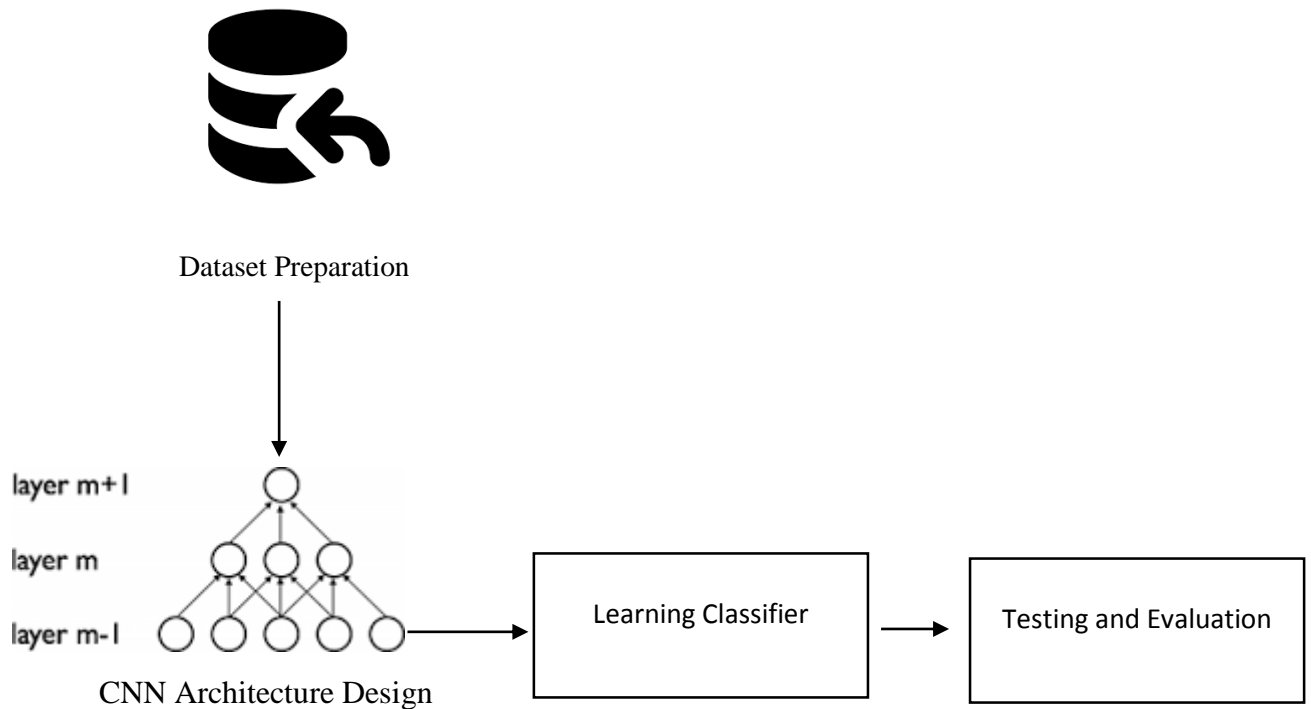 Dataset Preparation
layer m+1
layer m
layer m-1
CNN Architecture Design
Learning Classifier
Testing and Evaluation